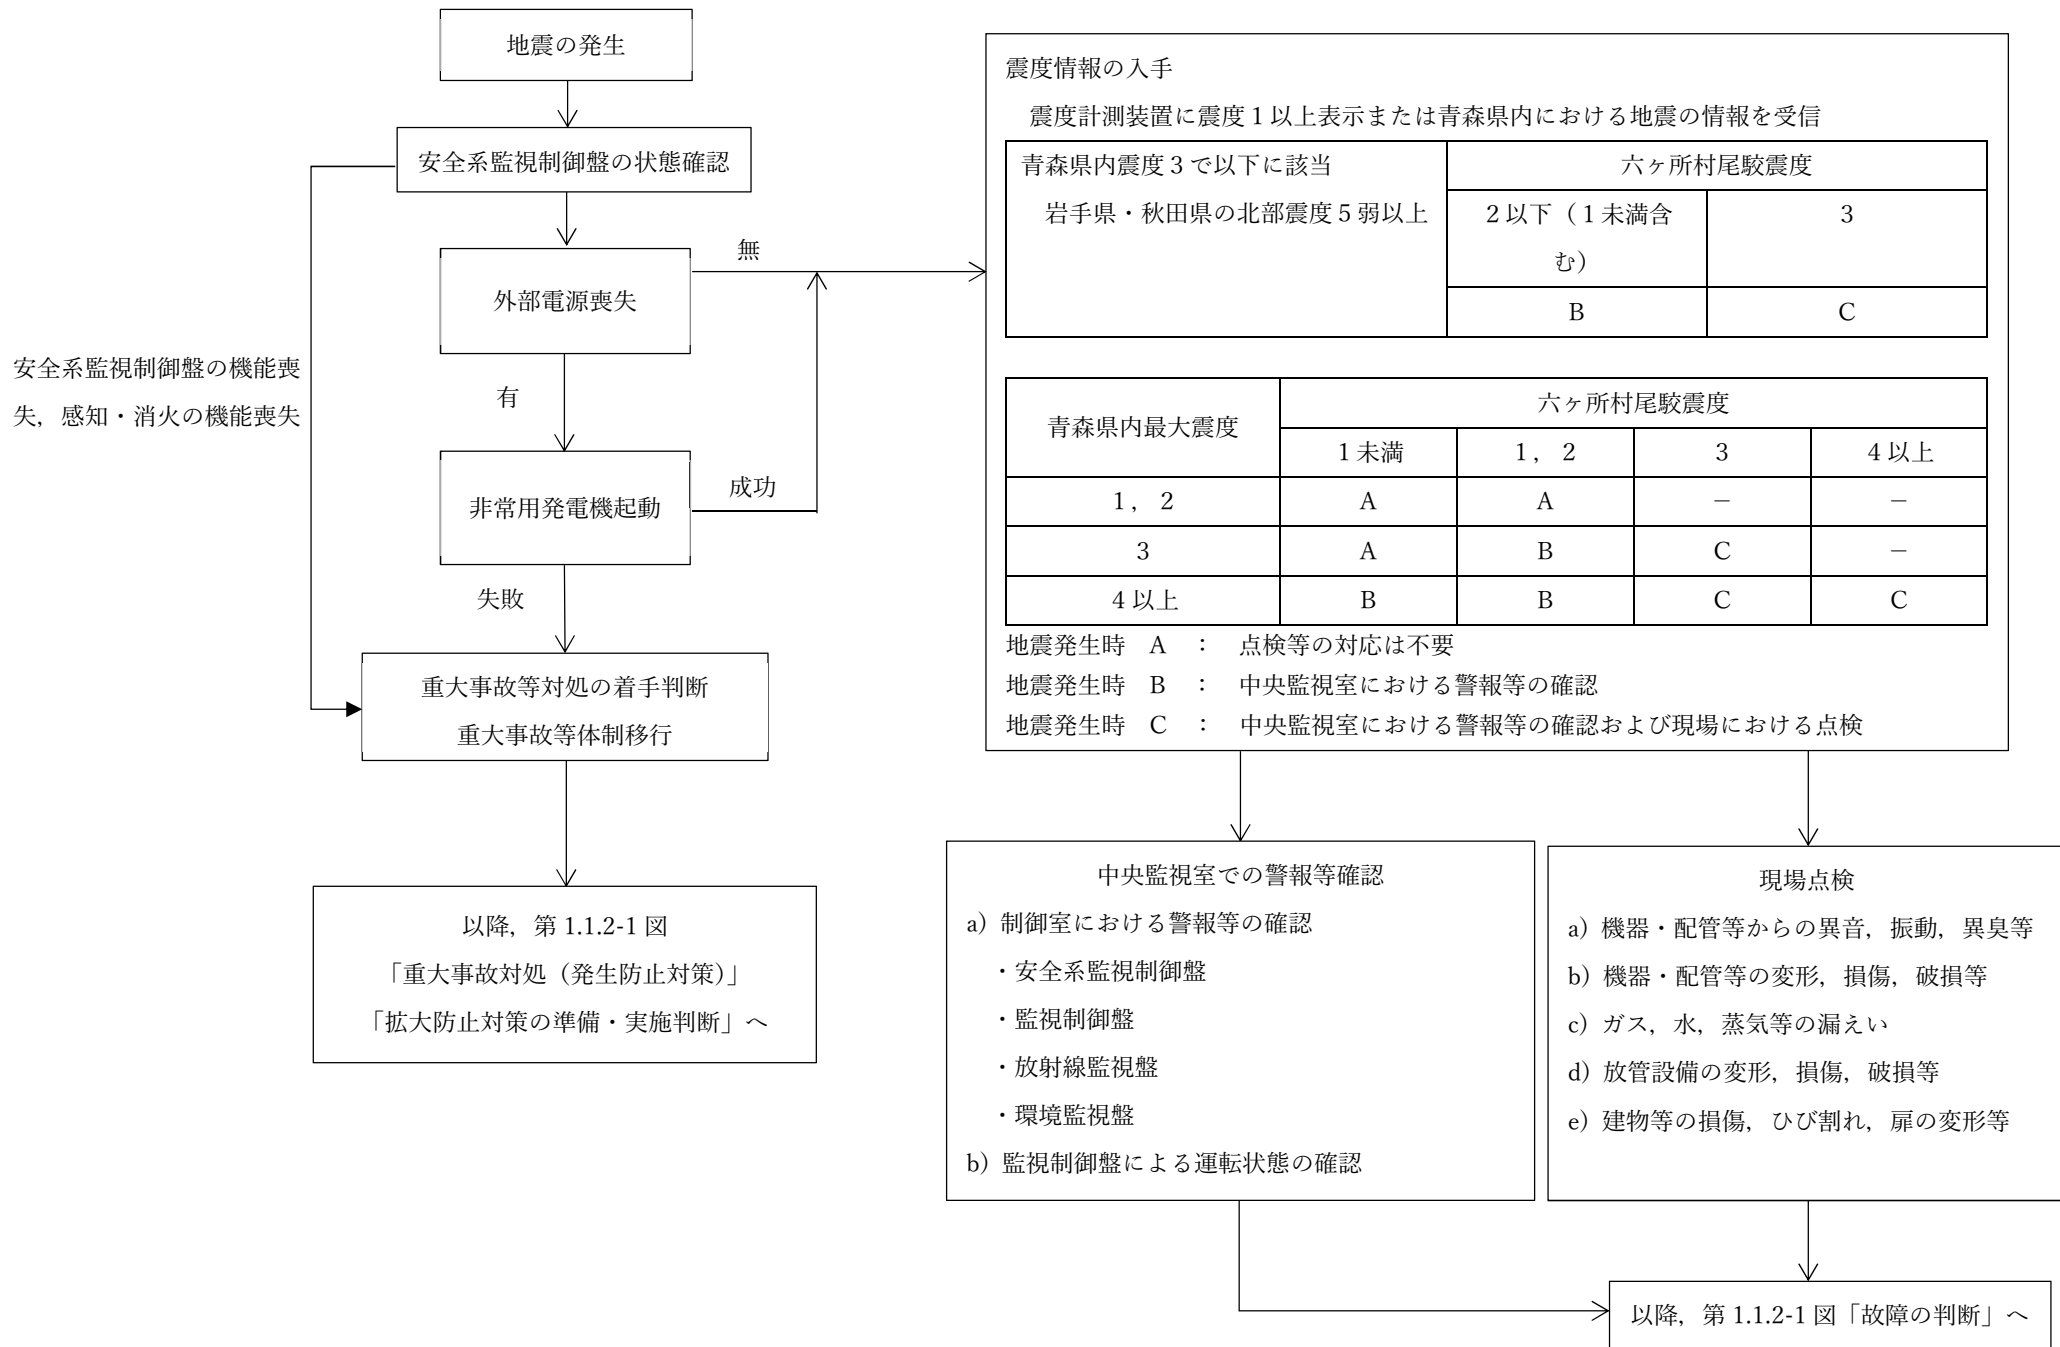 地震の発生
安全系監視制御盤の状態確認
外部電源喪失
無
有
安全系監視制御盤の機能喪
失，感知・消火の機能喪失
非常用発電機起動
成功
失敗
重大事故等対処の着手判断
重大事故等体制移行
以降，第 1.1.2-1 図
「重大事故対処（発生防止対策）」
「拡大防止対策の準備・実施判断」へ
震度情報の入手
震度計測装置に震度１以上表示または青森県内における地震の情報を受信
青森県内震度３で以下に該当
岩手県・秋田県の北部震度５弱以上
六ヶ所村尾駮震度
２以下（１未満含
む）
３
B
C
青森県内最大震度
六ヶ所村尾駮震度
１未満
１，２
３
４以上
１，２
A
A
－
－
３
A
B
C
－
４以上
B
B
C
C
地震発生時　A　：　点検等の対応は不要
地震発生時　B　：　中央監視室における警報等の確認
地震発生時　C　：　中央監視室における警報等の確認および現場における点検
中央監視室での警報等確認
a）制御室における警報等の確認
・安全系監視制御盤
・監視制御盤
・放射線監視盤
・環境監視盤
b）監視制御盤による運転状態の確認
現場点検
a）機器・配管等からの異音，振動，異臭等
b）機器・配管等の変形，損傷，破損等
c）ガス，水，蒸気等の漏えい
d）放管設備の変形，損傷，破損等
e）建物等の損傷，ひび割れ，扉の変形等
以降，第 1.1.2-1 図「故障の判断」へ